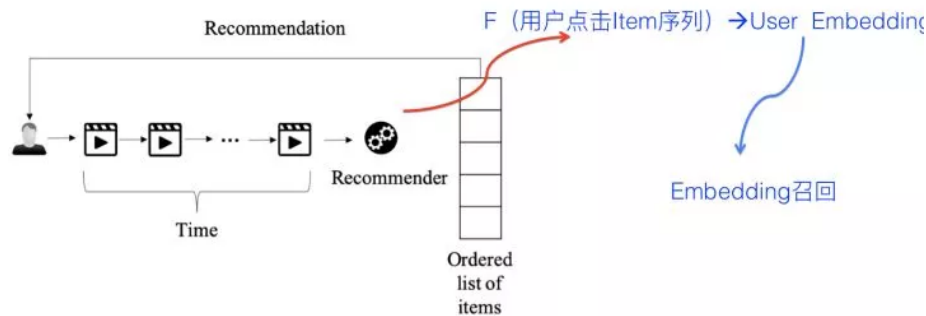 Recommendation
F（用户点击Item序列）→User Embedding
Embedding召回
...
Recommender
Time
Ordered
list of
items